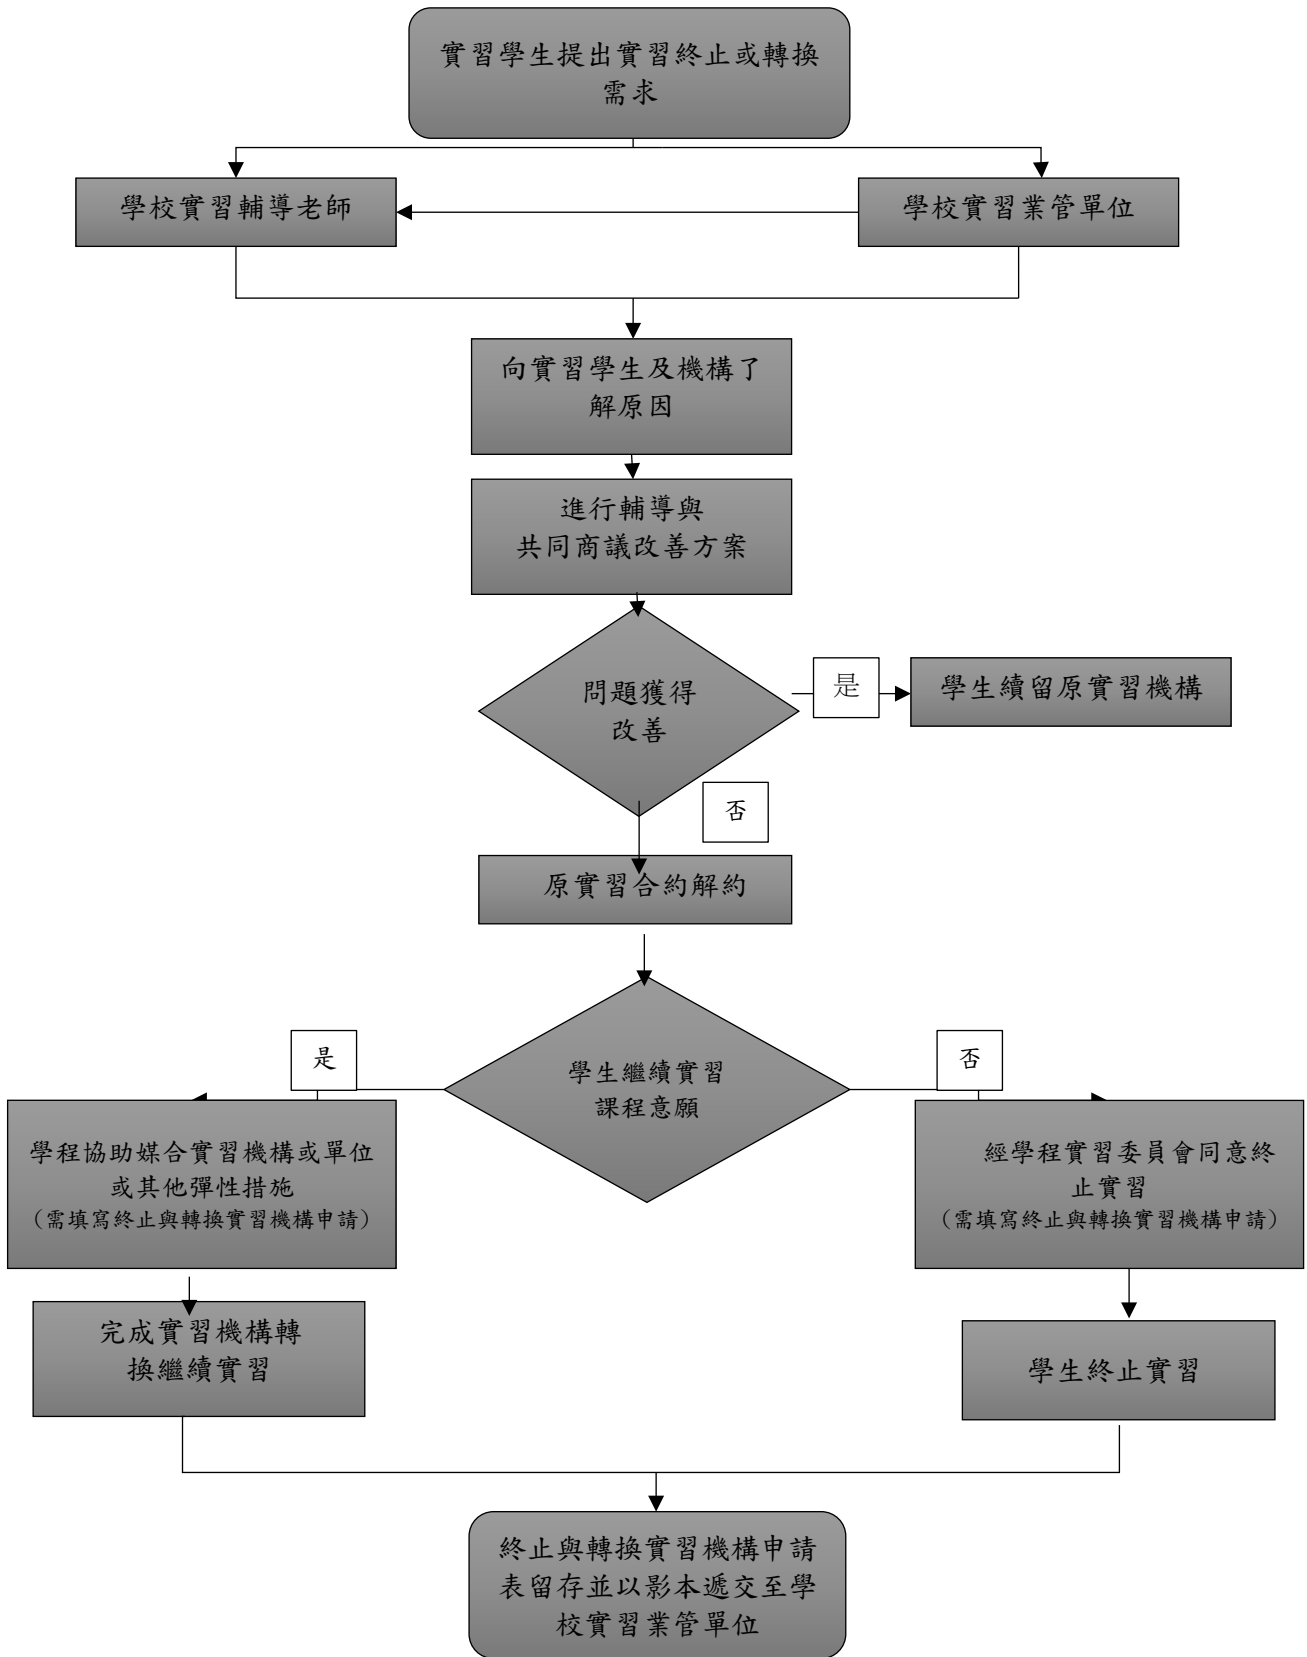 實習學生提出實習終止或轉換
需求
學校實習輔導老師
學校實習業管單位
向實習學生及機構了
解原因
進行輔導與
共同商議改善方案
問題獲得
改善
是
學生續留原實習機構
否
原實習合約解約
學生繼續實習
課程意願
是
否
學程協助媒合實習機構或單位
或其他彈性措施
（需填寫終止與轉換實習機構申請）
經學程實習委員會同意終
止實習
（需填寫終止與轉換實習機構申請）
完成實習機構轉
換繼續實習
學生終止實習
終止與轉換實習機構申請
表留存並以影本遞交至學
校實習業管單位